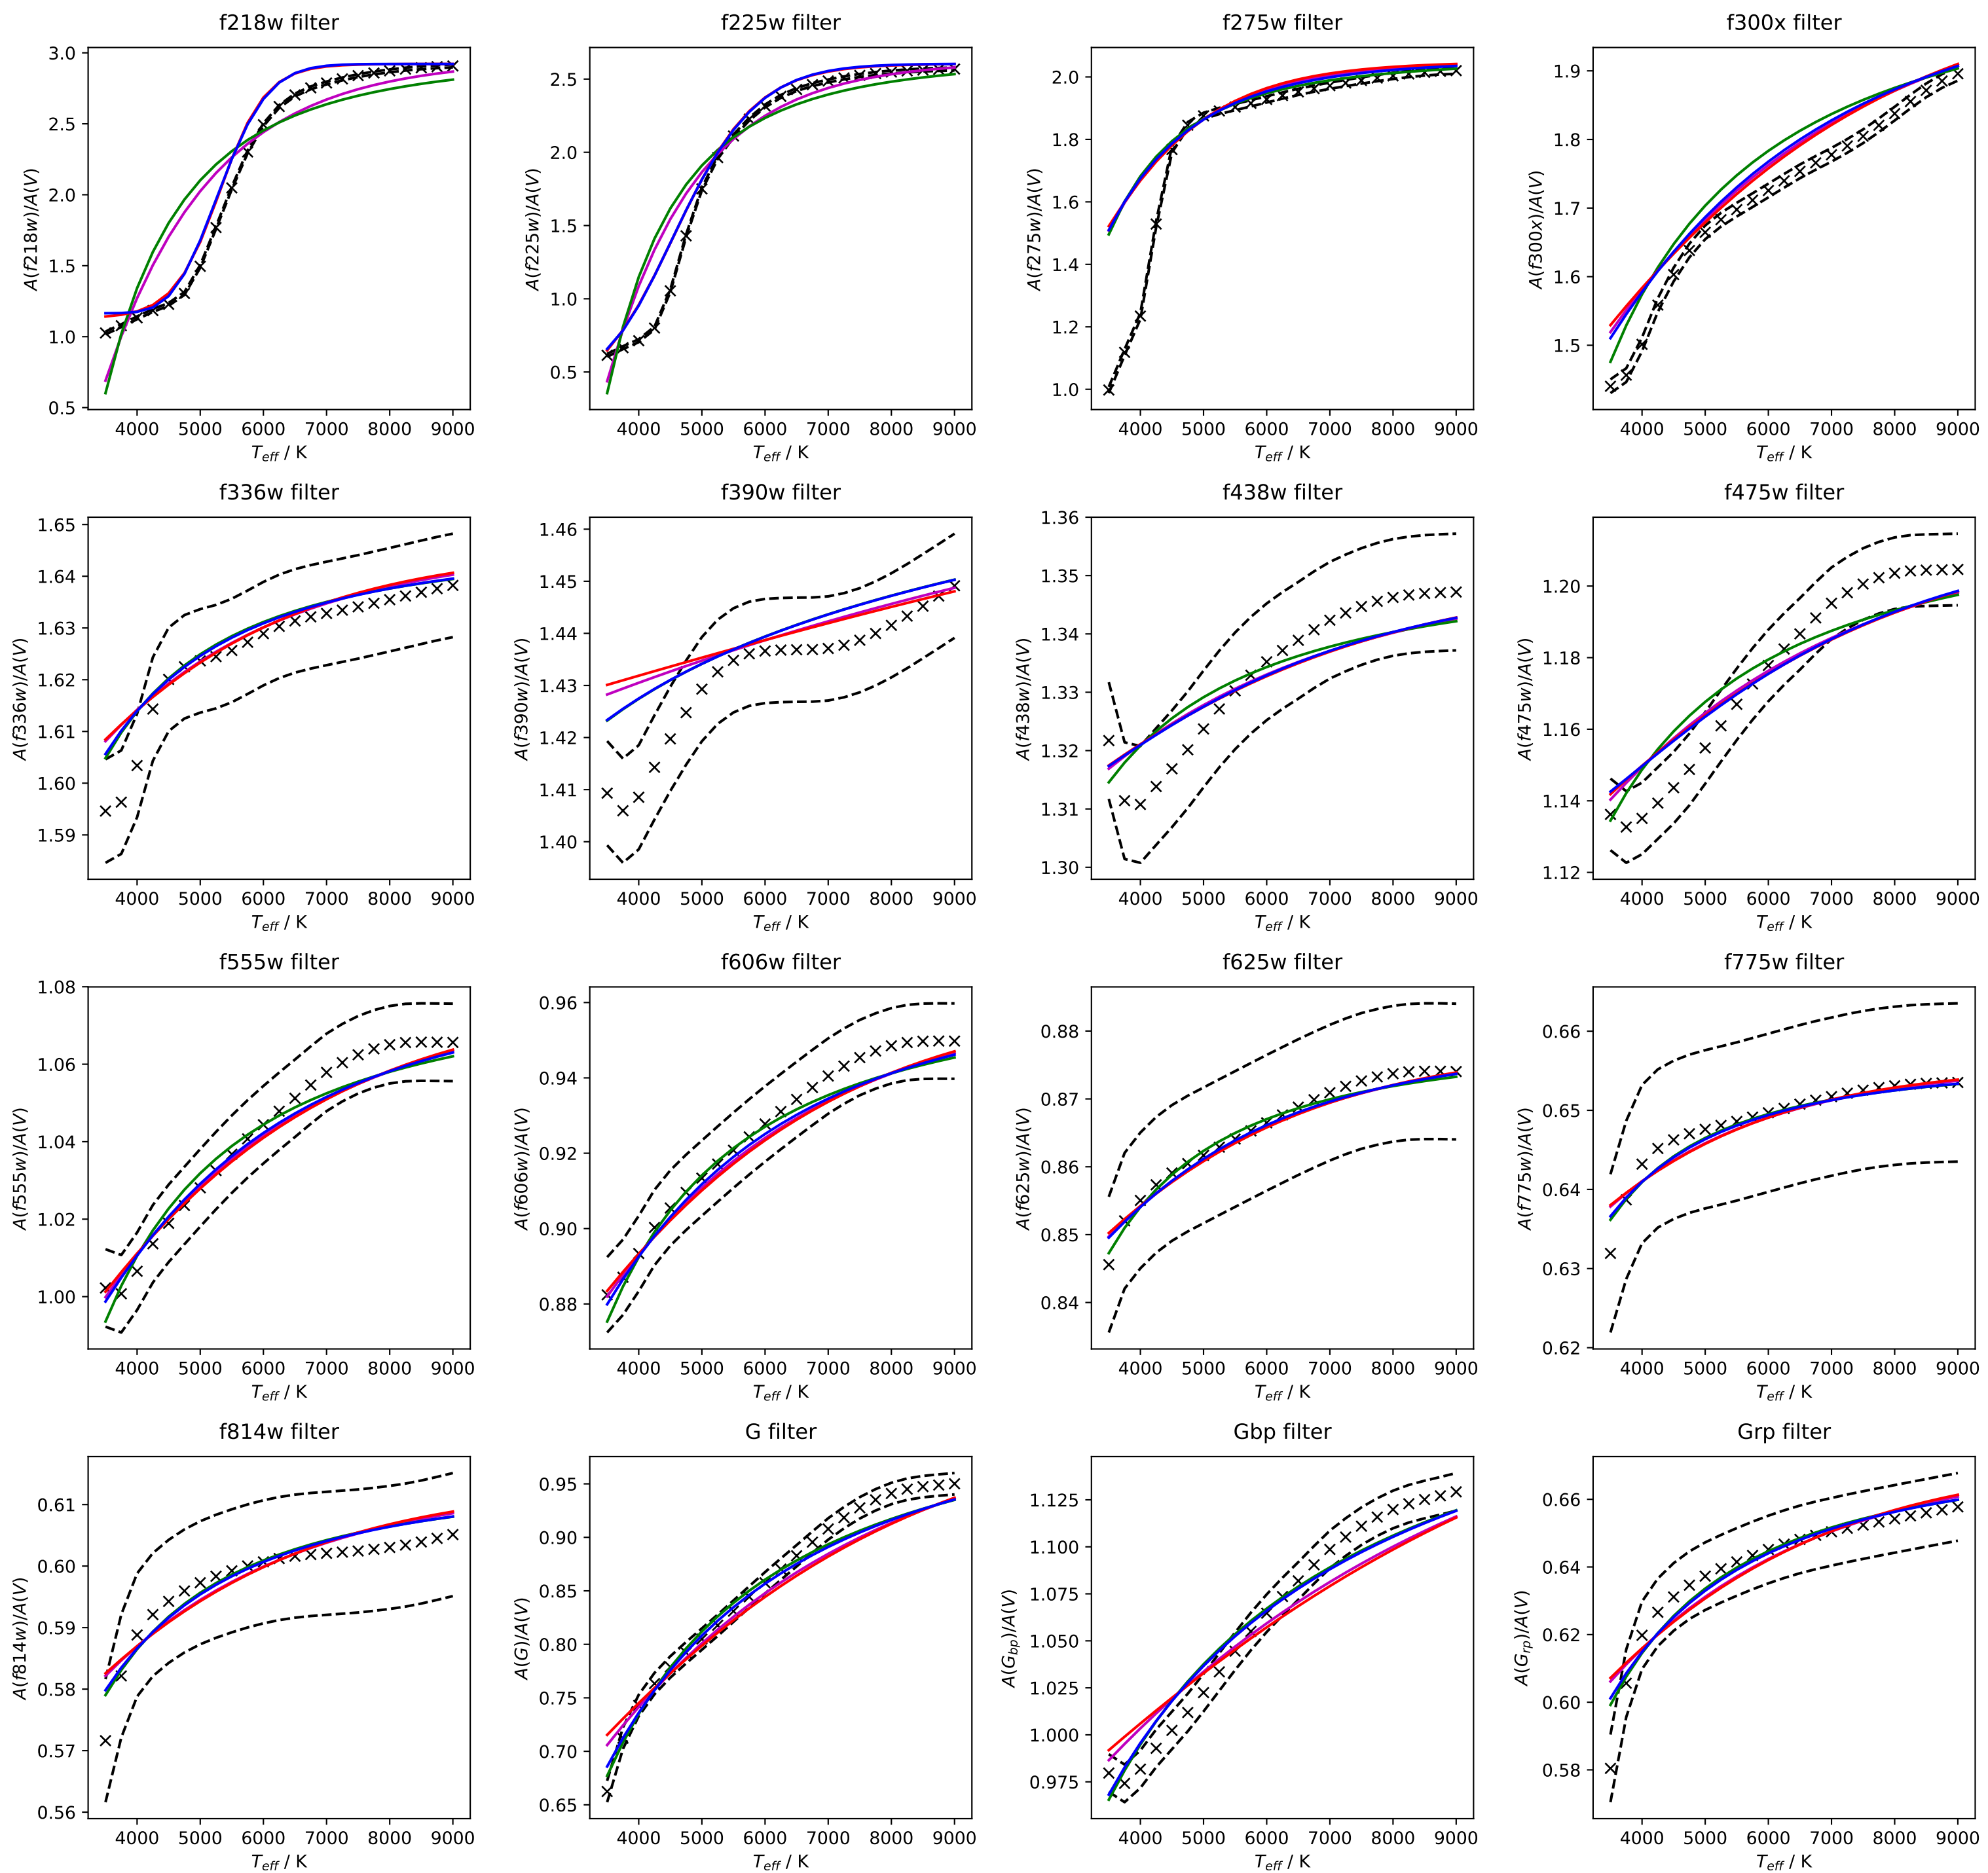 f218w filter
f225w filter
f275w filter
f300x filter
A(f218w)/A(V)
3.0
2.5
2.0
1.5
1.0
0.5
4000 5000 6000 7000 8000 9000
T_eff / K
A(f225w)/A(V)
2.5
2.0
1.5
1.0
0.5
4000 5000 6000 7000 8000 9000
T_eff / K
A(f275w)/A(V)
2.0
1.8
1.6
1.4
1.2
1.0
4000 5000 6000 7000 8000 9000
T_eff / K
A(f300x)/A(V)
1.9
1.8
1.7
1.6
1.5
4000 5000 6000 7000 8000 9000
T_eff / K
f336w filter
f390w filter
f438w filter
f475w filter
A(f336w)/A(V)
1.65
1.64
1.63
1.62
1.61
1.60
1.59
4000 5000 6000 7000 8000 9000
T_eff / K
A(f390w)/A(V)
1.46
1.45
1.44
1.43
1.42
1.41
1.40
4000 5000 6000 7000 8000 9000
T_eff / K
A(f438w)/A(V)
1.36
1.35
1.34
1.33
1.32
1.31
1.30
4000 5000 6000 7000 8000 9000
T_eff / K
A(f475w)/A(V)
1.20
1.18
1.16
1.14
1.12
4000 5000 6000 7000 8000 9000
T_eff / K
f555w filter
f606w filter
f625w filter
f775w filter
A(f555w)/A(V)
1.08
1.06
1.04
1.02
1.00
4000 5000 6000 7000 8000 9000
T_eff / K
A(f606w)/A(V)
0.96
0.94
0.92
0.90
0.88
4000 5000 6000 7000 8000 9000
T_eff / K
A(f625w)/A(V)
0.88
0.87
0.86
0.85
0.84
4000 5000 6000 7000 8000 9000
T_eff / K
A(f775w)/A(V)
0.66
0.65
0.64
0.63
0.62
4000 5000 6000 7000 8000 9000
T_eff / K
f814w filter
G filter
Gbp filter
Grp filter
A(f814w)/A(V)
0.61
0.60
0.59
0.58
0.57
0.56
4000 5000 6000 7000 8000 9000
T_eff / K
A(G)/A(V)
0.95
0.90
0.85
0.80
0.75
0.70
0.65
4000 5000 6000 7000 8000 9000
T_eff / K
A(G_bp)/A(V)
1.125
1.100
1.075
1.050
1.025
1.000
0.975
4000 5000 6000 7000 8000 9000
T_eff / K
A(G_rp)/A(V)
0.66
0.64
0.62
0.60
0.58
4000 5000 6000 7000 8000 9000
T_eff / K